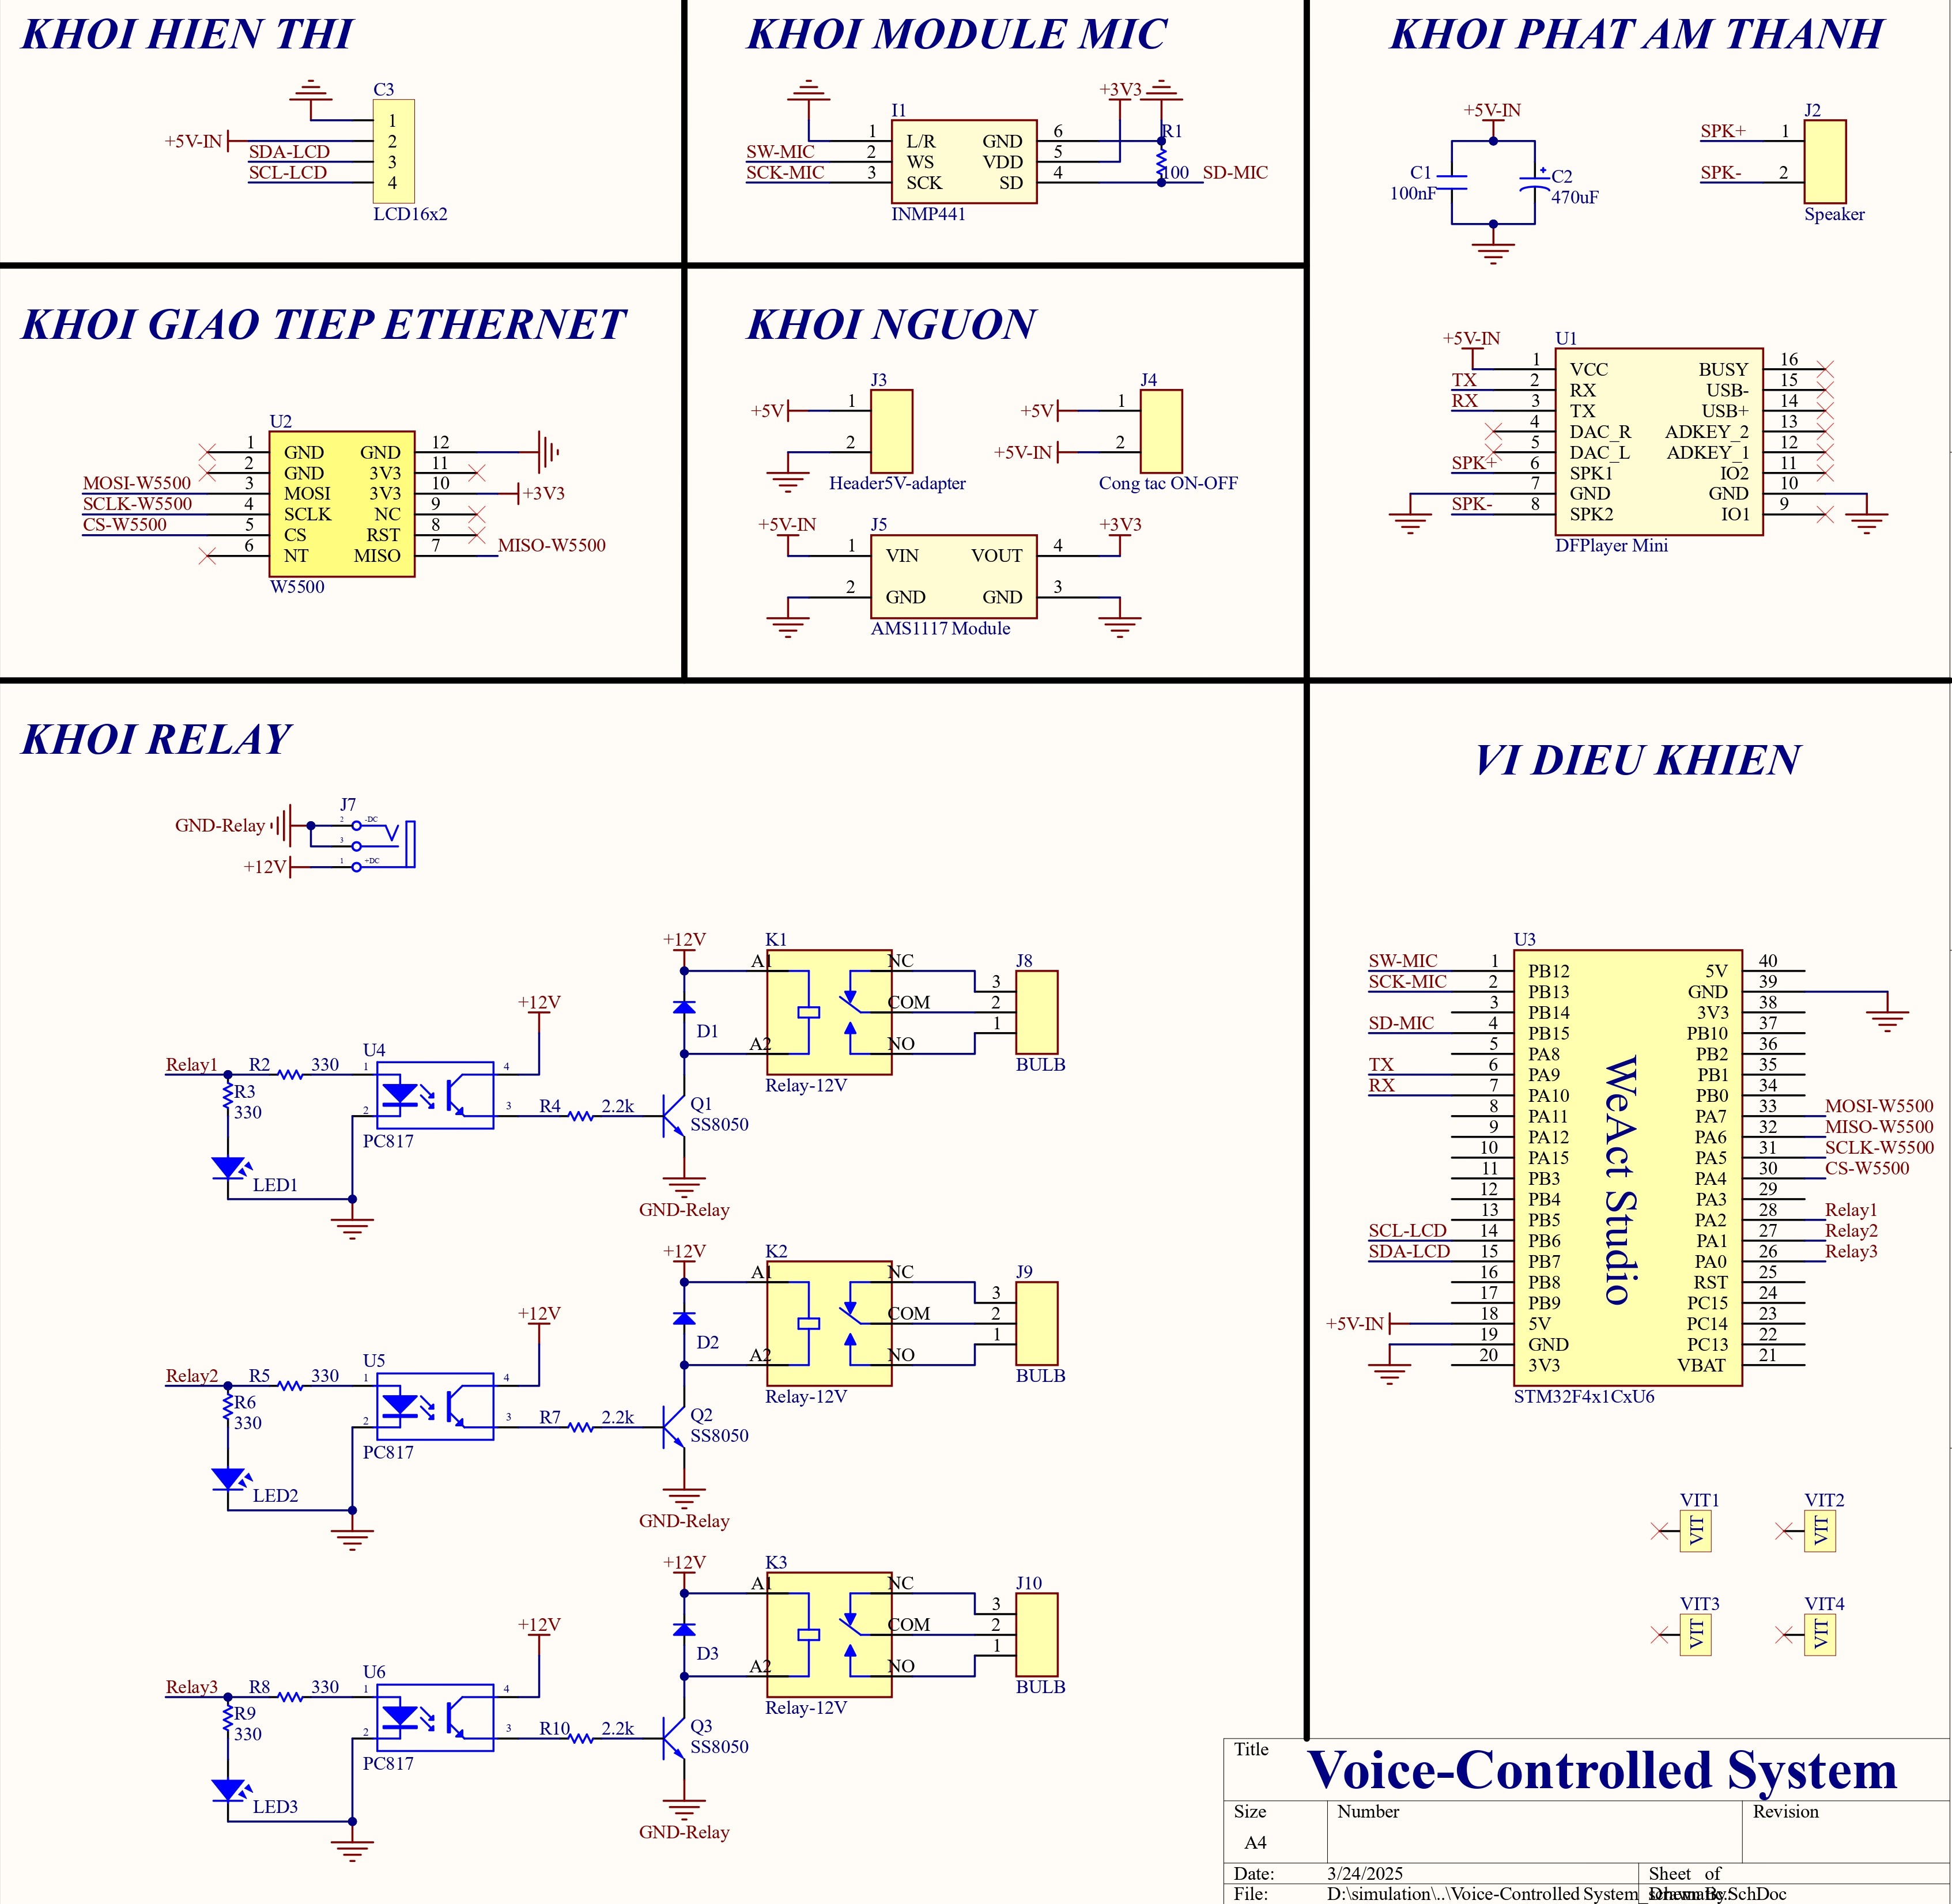 KHOI HIEN THI
C3
1
+5V-IN
2
SDA-LCD
3
SCL-LCD
4
LCD16x2
KHOI MODULE MIC
+3V3
I1
R1
1 L/R GND 6
SW-MIC 2 WS VDD 5
SCK-MIC 3 SCK SD 4 100 SD-MIC
INMP441
KHOI PHAT AM THANH
+5V-IN
C1
100nF
C2
470uF
J2
SPK+ 1
SPK- 2
Speaker
+5V-IN U1
1 VCC BUSY 16
TX 2 RX USB- 15
RX 3 TX USB+ 14
4 DAC_R ADKEY_2 13
5 DAC_L ADKEY_1 12
SPK+ 6 SPK1 IO2 11
7 GND GND 10
SPK- 8 SPK2 IO1 9
DFPlayer Mini
KHOI GIAO TIEP ETHERNET
U2
1 GND GND 12
2 GND 3V3 11
MOSI-W5500 3 MOSI 3V3 10 +3V3
SCLK-W5500 4 SCLK NC 9
CS-W5500 5 CS RST 8
6 NT MISO 7 MISO-W5500
W5500
KHOI NGUON
J3
+5V 1
2
Header5V-adapter
J4
+5V 1
+5V-IN 2
Cong tac ON-OFF
+5V-IN J5 +3V3
1 VIN VOUT 4
2 GND GND 3
AMS1117 Module
KHOI RELAY
J7
GND-Relay 2 -DC
3
+12V 1 +DC
+12V K1
A1 NC J8
3
+12V COM 2
D1 1
A2 NO
U4 BULB
Relay1 R2 330 1 4 Relay-12V
R3
330
2 3 R4 2.2k Q1
SS8050
PC817
LED1
GND-Relay
+12V K2
A1 NC J9
3
+12V COM 2
D2 1
A2 NO
U5 BULB
Relay2 R5 330 1 4 Relay-12V
R6
330
2 3 R7 2.2k Q2
SS8050
PC817
LED2
GND-Relay
+12V K3
A1 NC J10
3
+12V COM 2
D3 1
A2 NO
U6 BULB
Relay3 R8 330 1 4 Relay-12V
R9
330
2 3 R10 2.2k Q3
SS8050
PC817
LED3
GND-Relay
VI DIEU KHIEN
U3
SW-MIC 1 PB12 5V 40
SCK-MIC 2 PB13 GND 39
3 PB14 3V3 38
SD-MIC 4 PB15 PB10 37
5 PA8 PB2 36
TX 6 PA9 PB1 35
RX 7 PA10 PB0 34
8 PA11 PA7 33 MOSI-W5500
9 PA12 PA6 32 MISO-W5500
10 PA15 PA5 31 SCLK-W5500
11 PB3 PA4 30 CS-W5500
12 PB4 PA3 29
13 PB5 PA2 28 Relay1
SCL-LCD 14 PB6 PA1 27 Relay2
SDA-LCD 15 PB7 PA0 26 Relay3
16 PB8 RST 25
17 PB9 PC15 24
+5V-IN 18 5V PC14 23
19 GND PC13 22
20 3V3 VBAT 21
WeAct Studio
STM32F4x1CxU6
VIT1
VIT
VIT2
VIT
VIT3
VIT
VIT4
VIT
Title Voice-Controlled System
Size Number Revision
A4
Date: 3/24/2025 Sheet of
File: D:\simulation\..\Voice-Controlled System_schematic.SchDoc
Drawn By: